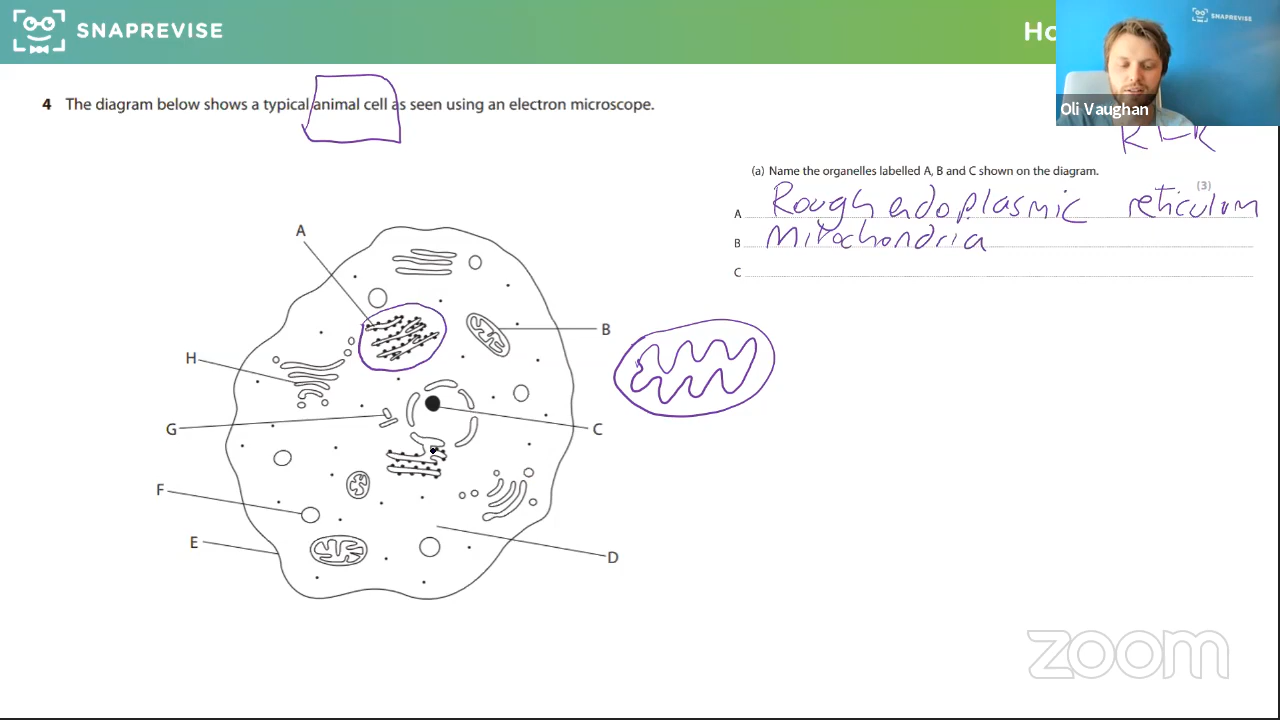 SNAPREVISE
Ho
SNAPREVISE
Oli Vaughan
4 The diagram below shows a typical animal cell as seen using an electron microscope.
(a) Name the organelles labelled A, B and C shown on the diagram.
(3)
A Rough endoplasmic reticulum
B Mitochondria
C
A
B
H
G
C
F
E
D
zoom